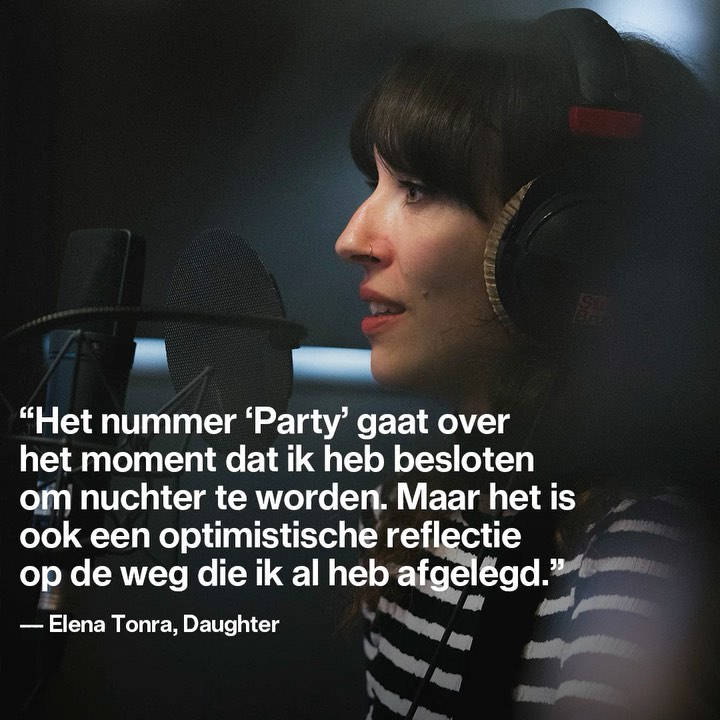 “Het nummer ‘Party’ gaat over
het moment dat ik heb besloten
om nuchter te worden. Maar het is
ook een optimistische reflectie
op de weg die ik al heb afgelegd.”
— Elena Tonra, Daughter